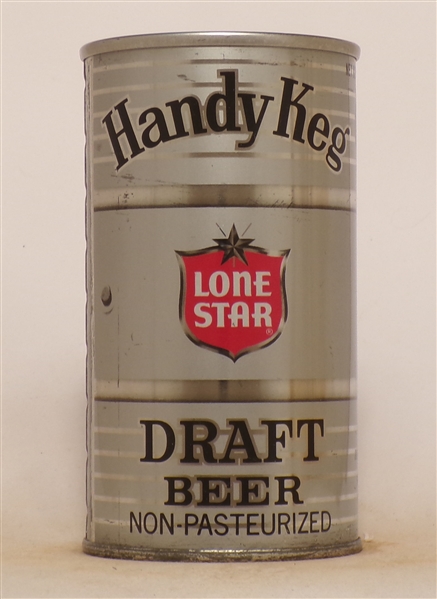 Handy Keg
LONE
STAR
®
DRAFT
BEER
NON-PASTEURIZED